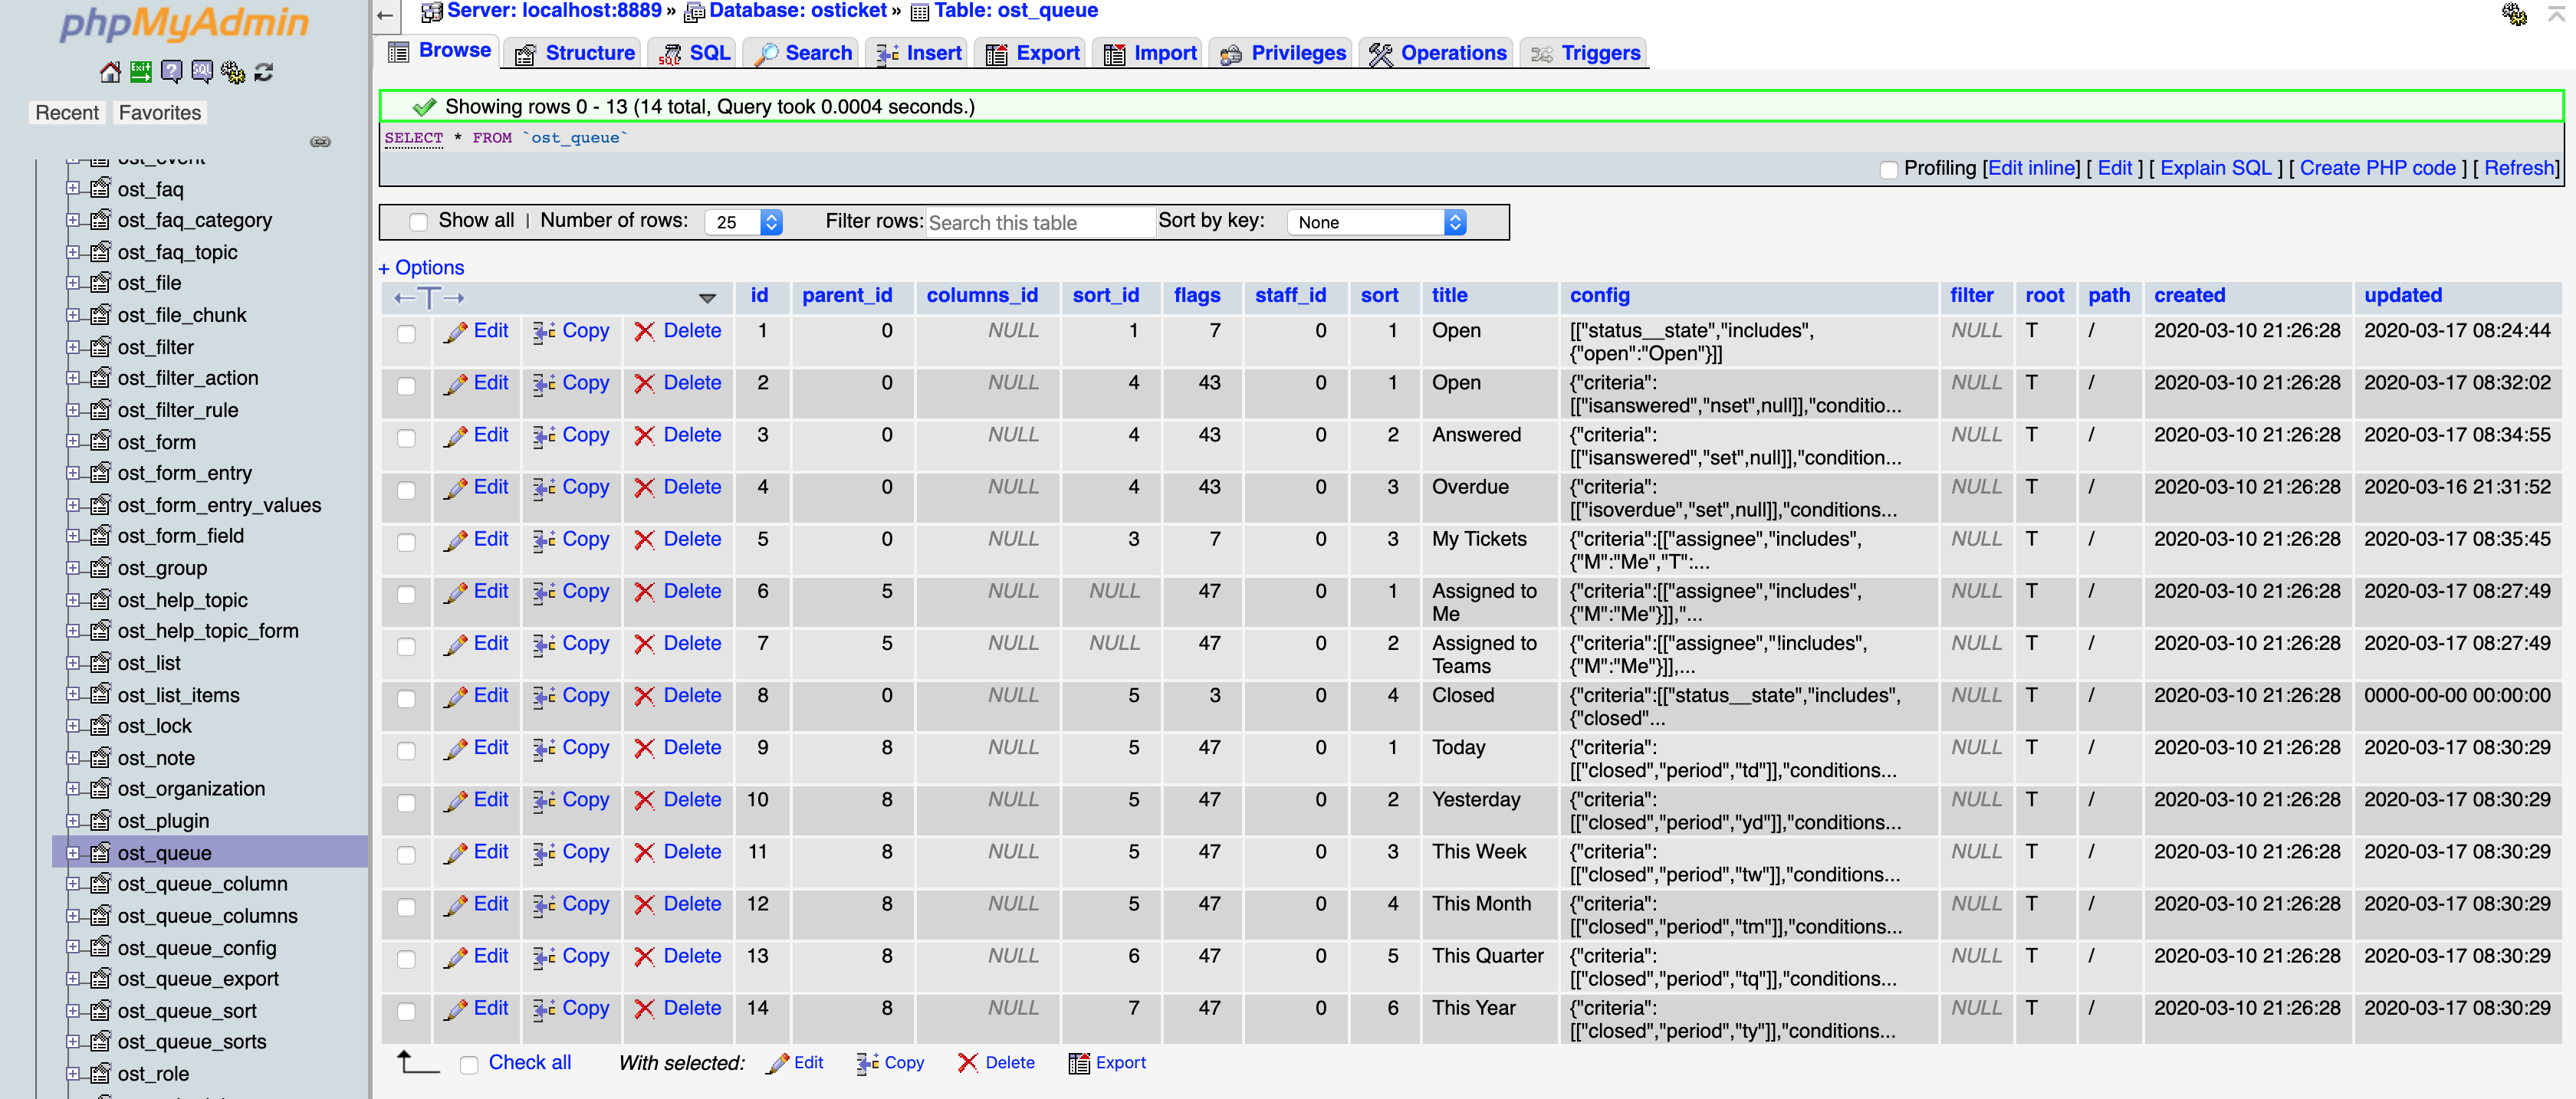 phpMyAdmin
Recent Favorites
ost_event
ost_faq
ost_faq_category
ost_faq_topic
ost_file
ost_file_chunk
ost_filter
ost_filter_action
ost_filter_rule
ost_form
ost_form_entry
ost_form_entry_values
ost_form_field
ost_group
ost_help_topic
ost_help_topic_form
ost_list
ost_list_items
ost_lock
ost_note
ost_organization
ost_plugin
ost_queue
ost_queue_column
ost_queue_columns
ost_queue_config
ost_queue_export
ost_queue_sort
ost_queue_sorts
ost_role
Server: localhost:8889 » Database: osticket » Table: ost_queue
Browse Structure SQL Search Insert Export Import Privileges Operations Triggers
Showing rows 0 - 13 (14 total, Query took 0.0004 seconds.)
SELECT * FROM `ost_queue`
Profiling [Edit inline] [ Edit ] [ Explain SQL ] [ Create PHP code ] [ Refresh]
Show all | Number of rows: 25 Filter rows: Search this table Sort by key: None
+ Options
←T→ id parent_id columns_id sort_id flags staff_id sort title config filter root path created updated
Edit Copy Delete 1 0 NULL 1 7 0 1 Open [["status__state","includes", NULL T / 2020-03-10 21:26:28 2020-03-17 08:24:44
{"open":"Open"}]]
Edit Copy Delete 2 0 NULL 4 43 0 1 Open {"criteria": NULL T / 2020-03-10 21:26:28 2020-03-17 08:32:02
[["isanswered","nset",null]],"conditio...
Edit Copy Delete 3 0 NULL 4 43 0 2 Answered {"criteria": NULL T / 2020-03-10 21:26:28 2020-03-17 08:34:55
[["isanswered","set",null]],"condition...
Edit Copy Delete 4 0 NULL 4 43 0 3 Overdue {"criteria": NULL T / 2020-03-10 21:26:28 2020-03-16 21:31:52
[["isoverdue","set",null]],"conditions...
Edit Copy Delete 5 0 NULL 3 7 0 3 My Tickets {"criteria":[["assignee","includes", NULL T / 2020-03-10 21:26:28 2020-03-17 08:35:45
{"M":"Me","T":...
Edit Copy Delete 6 5 NULL NULL 47 0 1 Assigned to {"criteria":[["assignee","includes", NULL T / 2020-03-10 21:26:28 2020-03-17 08:27:49
Me {"M":"Me"}]],"...
Edit Copy Delete 7 5 NULL NULL 47 0 2 Assigned to {"criteria":[["assignee","!includes", NULL T / 2020-03-10 21:26:28 2020-03-17 08:27:49
Teams {"M":"Me"}]],...
Edit Copy Delete 8 0 NULL 5 3 0 4 Closed {"criteria":[["status__state","includes", NULL T / 2020-03-10 21:26:28 0000-00-00 00:00:00
{"closed"...
Edit Copy Delete 9 8 NULL 5 47 0 1 Today {"criteria": NULL T / 2020-03-10 21:26:28 2020-03-17 08:30:29
[["closed","period","td"]],"conditions...
Edit Copy Delete 10 8 NULL 5 47 0 2 Yesterday {"criteria": NULL T / 2020-03-10 21:26:28 2020-03-17 08:30:29
[["closed","period","yd"]],"conditions...
Edit Copy Delete 11 8 NULL 5 47 0 3 This Week {"criteria": NULL T / 2020-03-10 21:26:28 2020-03-17 08:30:29
[["closed","period","tw"]],"conditions...
Edit Copy Delete 12 8 NULL 5 47 0 4 This Month {"criteria": NULL T / 2020-03-10 21:26:28 2020-03-17 08:30:29
[["closed","period","tm"]],"conditions...
Edit Copy Delete 13 8 NULL 6 47 0 5 This Quarter {"criteria": NULL T / 2020-03-10 21:26:28 2020-03-17 08:30:29
[["closed","period","tq"]],"conditions...
Edit Copy Delete 14 8 NULL 7 47 0 6 This Year {"criteria": NULL T / 2020-03-10 21:26:28 2020-03-17 08:30:29
[["closed","period","ty"]],"conditions...
Check all With selected: Edit Copy Delete Export